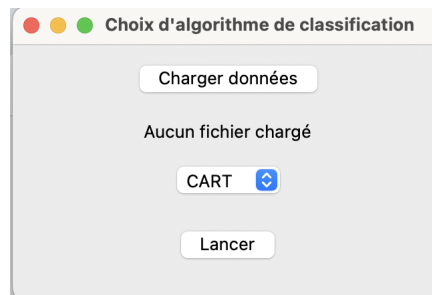 Choix d'algorithme de classification
Charger données
Aucun fichier chargé
CART
Lancer